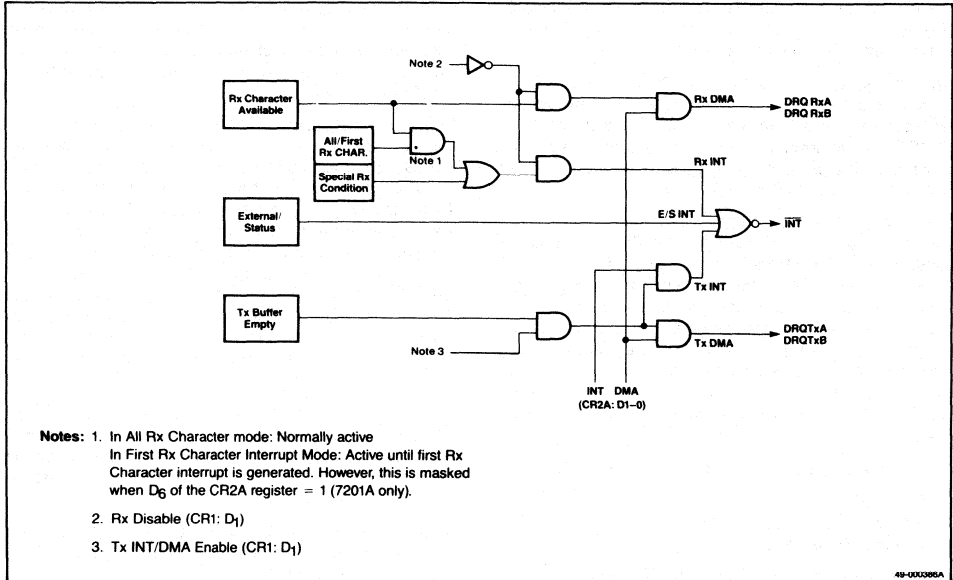 Note 2
Rx Character
Available
Rx DMA
DRQ RxA
DRQ RxB
All/First
Rx CHAR.
Note 1
Special Rx
Condition
Rx INT
External/
Status
E/S INT
INT
Tx INT
Tx Buffer
Empty
Note 3
Tx DMA
DRQTxA
DRQTxB
INT DMA
(CR2A: D1–0)
Notes: 1. In All Rx Character mode: Normally active
In First Rx Character Interrupt Mode: Active until first Rx
Character interrupt is generated. However, this is masked
when D6 of the CR2A register = 1 (7201A only).
2. Rx Disable (CR1: D1)
3. Tx INT/DMA Enable (CR1: D1)
49-000386A